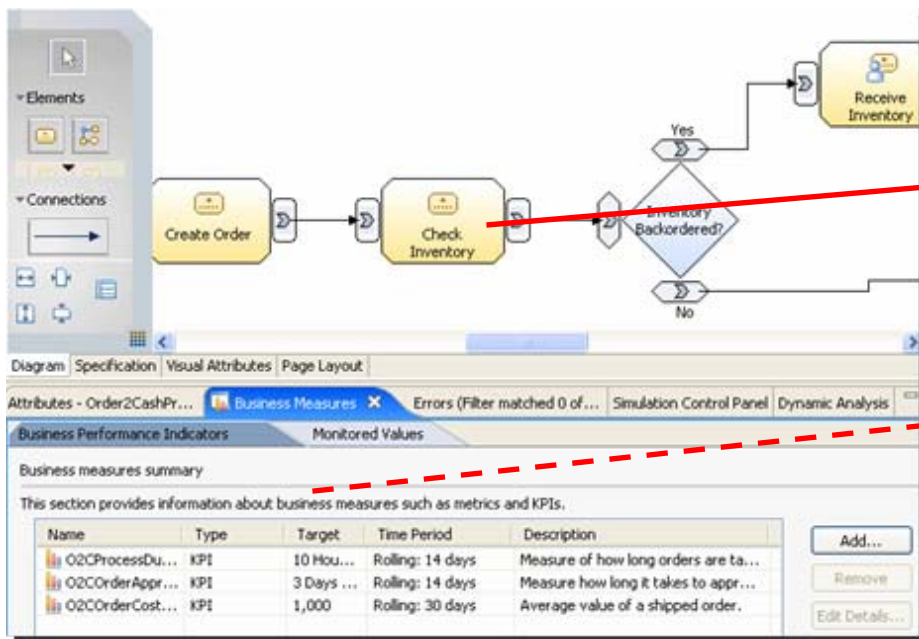 Elements
Connections
Create Order
Check
Inventory
Inventory
Backordered?
Yes
No
Receive
Inventory
Diagram Specification Visual Attributes Page Layout
Attributes - Order2CashPr... Business Measures Errors (Filter matched 0 of... Simulation Control Panel Dynamic Analysis
Business Performance Indicators Monitored Values
Business measures summary
This section provides information about business measures such as metrics and KPIs.
Name Type Target Time Period Description
O2CProcessDu... KPI 10 Hou... Rolling: 14 days Measure of how long orders are ta...
O2COrderAppr... KPI 3 Days ... Rolling: 14 days Measure how long it takes to appr...
O2COrderCost... KPI 1,000 Rolling: 30 days Average value of a shipped order.
Add...
Remove
Edit Details...